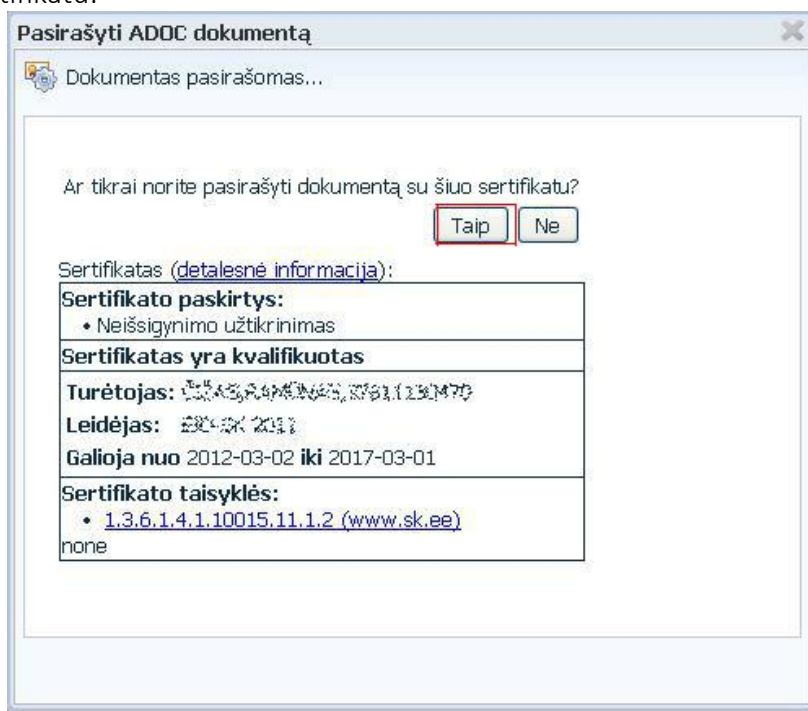 Pasirašyti ADOC dokumentą
Dokumentas pasirašomas...
Ar tikrai norite pasirašyti dokumentą su šiuo sertifikatu?
Taip Ne
Sertifikatas (detalesnė informacija):
Sertifikato paskirtys:
• Neišsigynimo užtikrinimas
Sertifikatas yra kvalifikuotas
Turėtojas:
Leidėjas:
Galioja nuo 2012-03-02 iki 2017-03-01
Sertifikato taisyklės:
• 1.3.6.1.4.1.10015.11.1.2 (www.sk.ee)
none